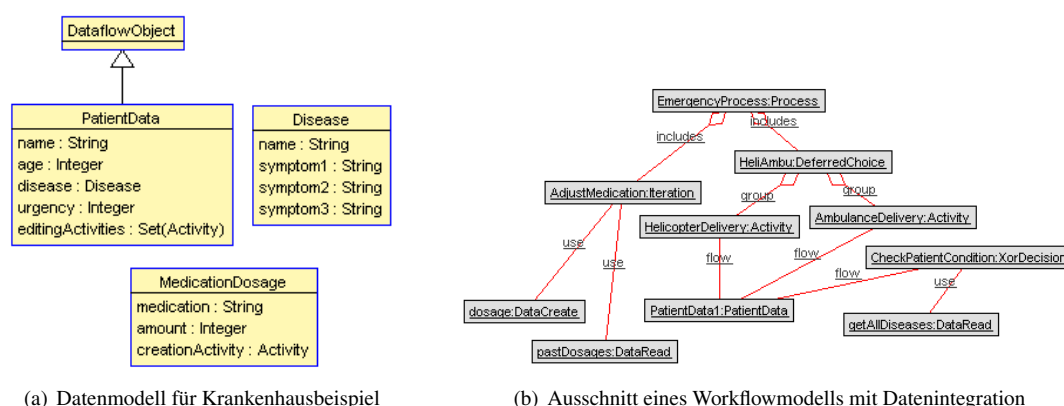 DataflowObject
PatientData
name : String
age : Integer
disease : Disease
urgency : Integer
editingActivities : Set(Activity)
Disease
name : String
symptom1 : String
symptom2 : String
symptom3 : String
MedicationDosage
medication : String
amount : Integer
creationActivity : Activity
(a) Datenmodell für Krankenhausbeispiel
EmergencyProcess:Process
includes
includes
HeliAmbu:DeferredChoice
AdjustMedication:Iteration
group
group
HelicopterDelivery:Activity
AmbulanceDelivery:Activity
use
use
flow
flow
CheckPatientCondition:XorDecision
flow
use
dosage:DataCreate
PatientData1:PatientData
getAllDiseases:DataRead
pastDosages:DataRead
(b) Ausschnitt eines Workflowmodells mit Datenintegration